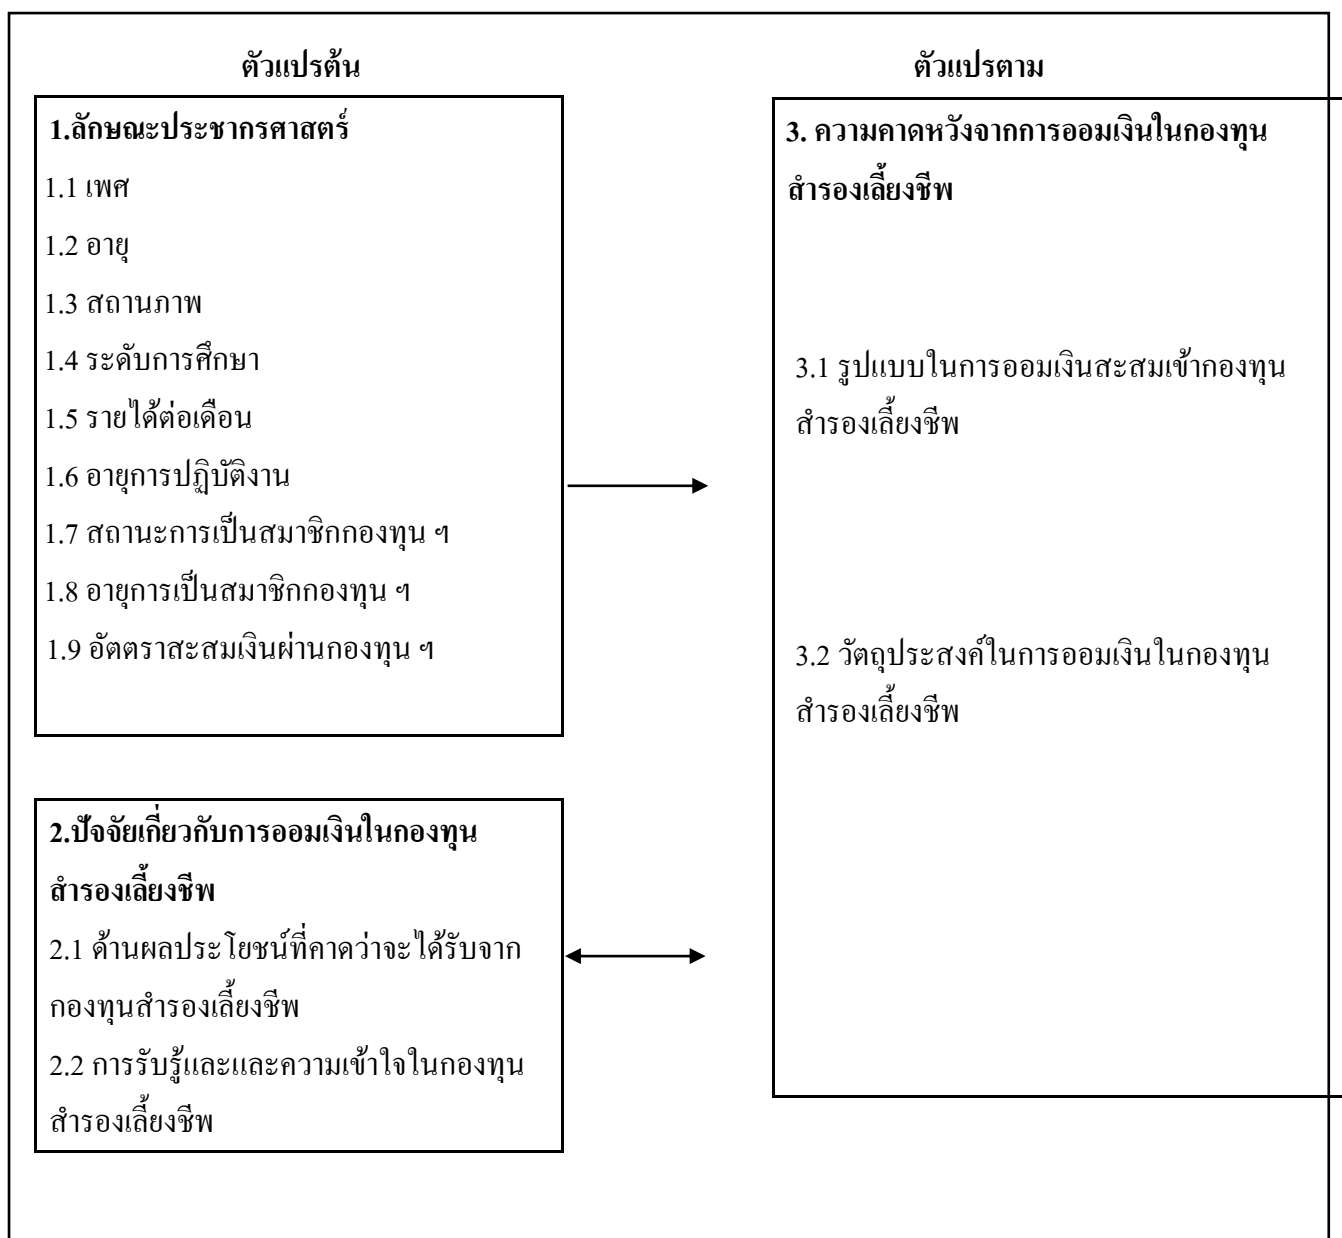 ตัวแปรต้น
1.ลักษณะประชากรศาสตร์
1.1 เพศ
1.2 อายุ
1.3 สถานภาพ
1.4 ระดับการศึกษา
1.5 รายได้ต่อเดือน
1.6 อายุการปฏิบัติงาน
1.7 สถานะการเป็นสมาชิกกองทุน ฯ
1.8 อายุการเป็นสมาชิกกองทุน ฯ
1.9 อัตตราสะสมเงินผ่านกองทุน ฯ
2.ปัจจัยเกี่ยวกับการออมเงินในกองทุน
สำรองเลี้ยงชีพ
2.1 ด้านผลประโยชน์ที่คาดว่าจะได้รับจาก
กองทุนสำรองเลี้ยงชีพ
2.2 การรับรู้และและความเข้าใจในกองทุน
สำรองเลี้ยงชีพ
ตัวแปรตาม
3. ความคาดหวังจากการออมเงินในกองทุน
สำรองเลี้ยงชีพ
3.1 รูปแบบในการออมเงินสะสมเข้ากองทุน
สำรองเลี้ยงชีพ
3.2 วัตถุประสงค์ในการออมเงินในกองทุน
สำรองเลี้ยงชีพ